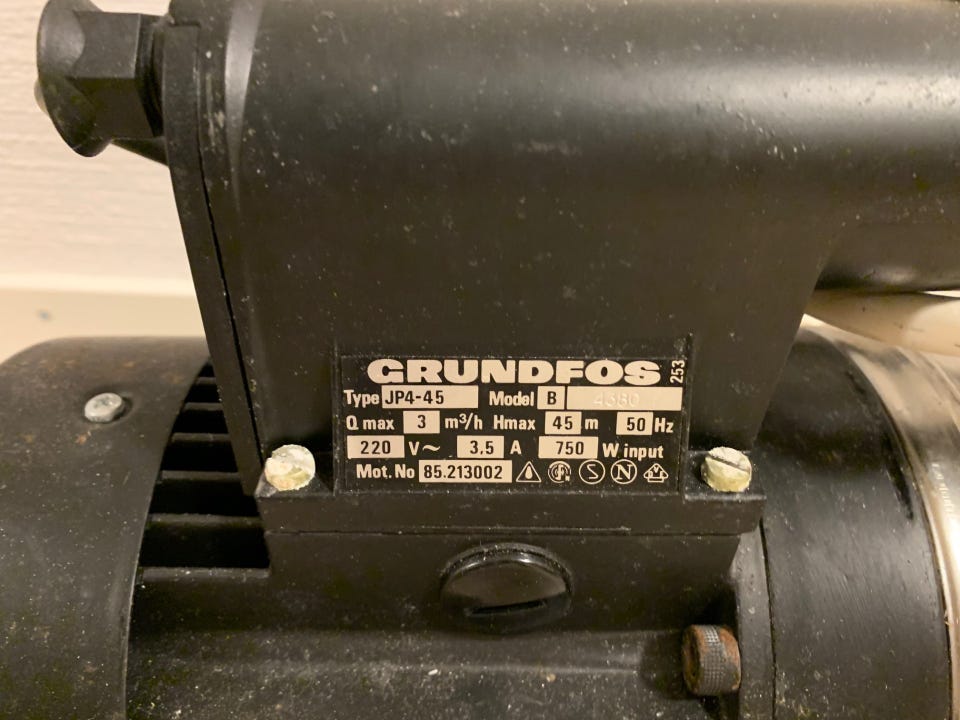 GRUNDFOS 253
Type JP4-45 Model B 4380
Q max 3 m³/h Hmax 45 m 50 Hz
220 V~ 3.5 A 750 W input
Mot. No 85.213002 S N